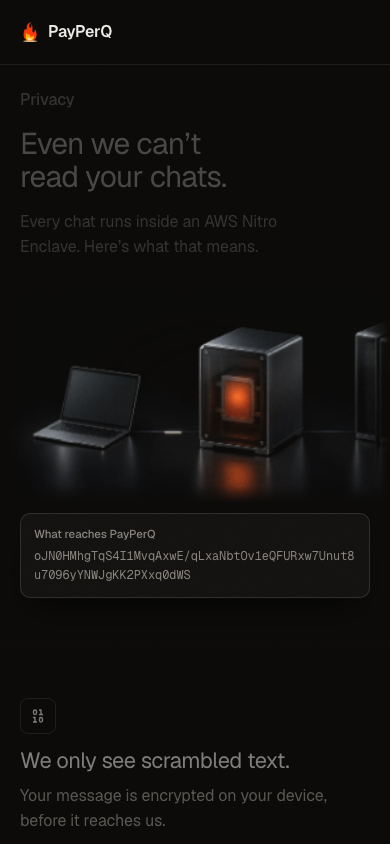 PayPerQ
Privacy
Even we can’t
read your chats.
Every chat runs inside an AWS Nitro
Enclave. Here’s what that means.
What reaches PayPerQ
oJN0HMhgTqS4I1MvqAxwE/qLxaNbtOv1eQFURxw7Unut8
u7096yYNWJgKK2PXxq0dWS
01
10
We only see scrambled text.
Your message is encrypted on your device,
before it reaches us.